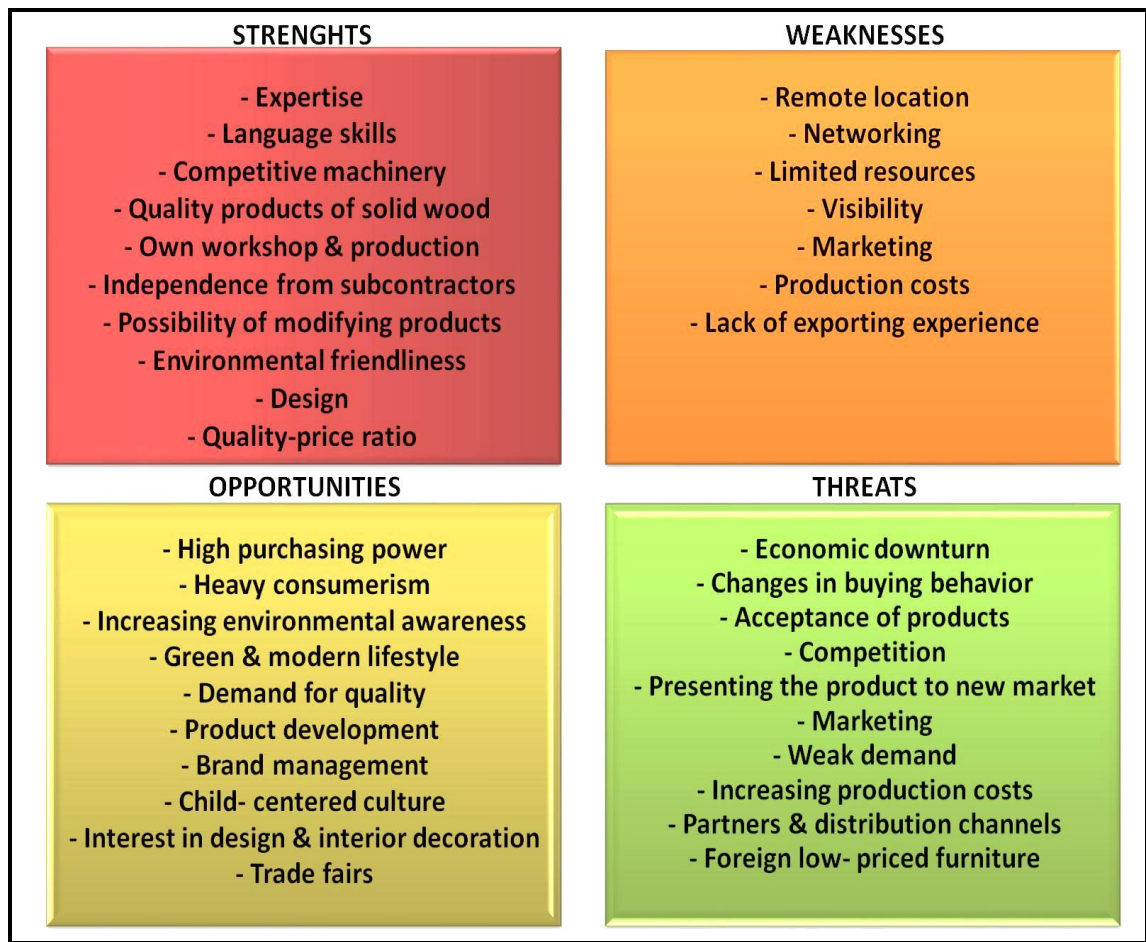 STRENGHTS
- Expertise
- Language skills
- Competitive machinery
- Quality products of solid wood
- Own workshop & production
- Independence from subcontractors
- Possibility of modifying products
- Environmental friendliness
- Design
- Quality-price ratio
WEAKNESSES
- Remote location
- Networking
- Limited resources
- Visibility
- Marketing
- Production costs
- Lack of exporting experience
OPPORTUNITIES
- High purchasing power
- Heavy consumerism
- Increasing environmental awareness
- Green & modern lifestyle
- Demand for quality
- Product development
- Brand management
- Child- centered culture
- Interest in design & interior decoration
- Trade fairs
THREATS
- Economic downturn
- Changes in buying behavior
- Acceptance of products
- Competition
- Presenting the product to new market
- Marketing
- Weak demand
- Increasing production costs
- Partners & distribution channels
- Foreign low- priced furniture